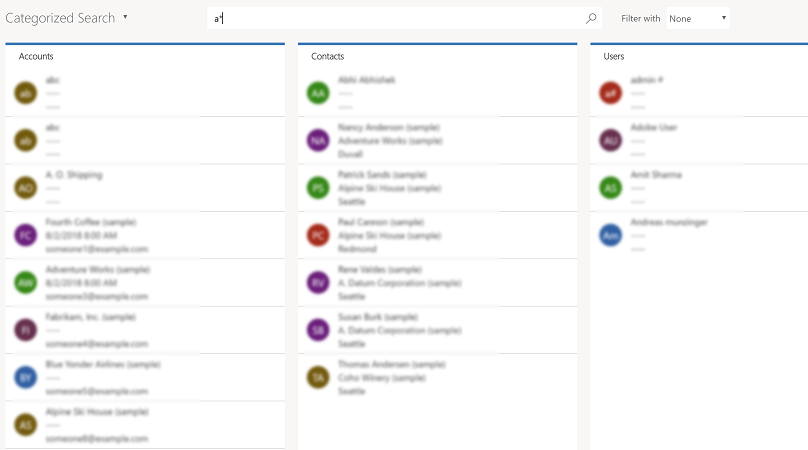 Categorized Search
a*
Filter with
None
Accounts
ab
abc
-----
-----
ab
abc
-----
-----
AO
A. O. Shipping
-----
-----
FC
Fourth Coffee (sample)
8/2/2018 8:00 AM
someone1@example.com
AW
Adventure Works (sample)
8/2/2018 8:00 AM
someone3@example.com
FI
Fabrikam, Inc. (sample)
-----
someone4@example.com
BY
Blue Yonder Airlines (sample)
-----
someone5@example.com
AS
Alpine Ski House (sample)
-----
someone8@example.com
Contacts
AA
Abhi Abhishek
-----
-----
NA
Nancy Anderson (sample)
Adventure Works (sample)
Duvall
PS
Patrick Sands (sample)
Alpine Ski House (sample)
Seattle
PC
Paul Cannon (sample)
Alpine Ski House (sample)
Redmond
RV
Rene Valdes (sample)
A. Datum Corporation (sample)
Seattle
SB
Susan Burk (sample)
A. Datum Corporation (sample)
Seattle
TA
Thomas Andersen (sample)
Coho Winery (sample)
Seattle
Users
a#
admin #
-----
-----
AU
Adobe User
-----
-----
AS
Amit Sharma
-----
-----
Am
Andreas munzinger
-----
-----